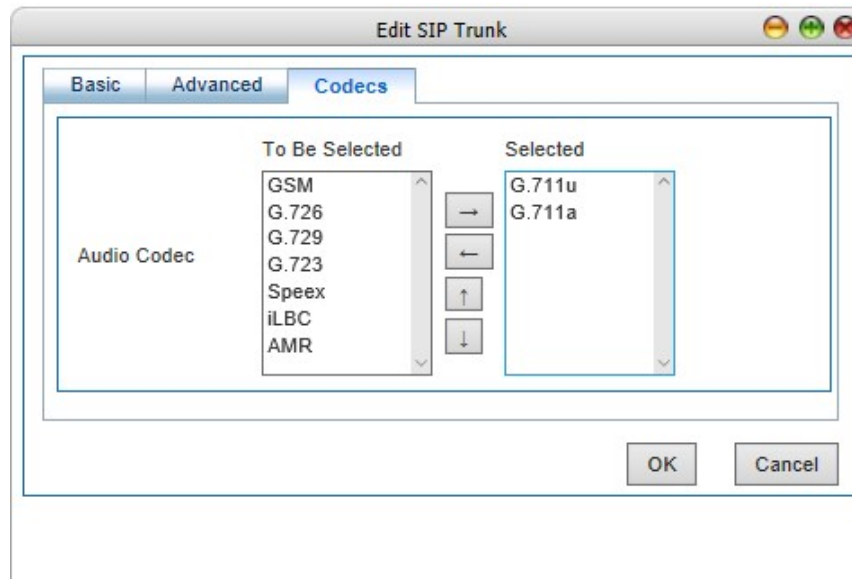 Edit SIP Trunk
Basic Advanced Codecs
To Be Selected Selected
GSM G.711u
G.726 G.711a
G.729
Audio Codec
G.723
Speex
iLBC
AMR
OK Cancel